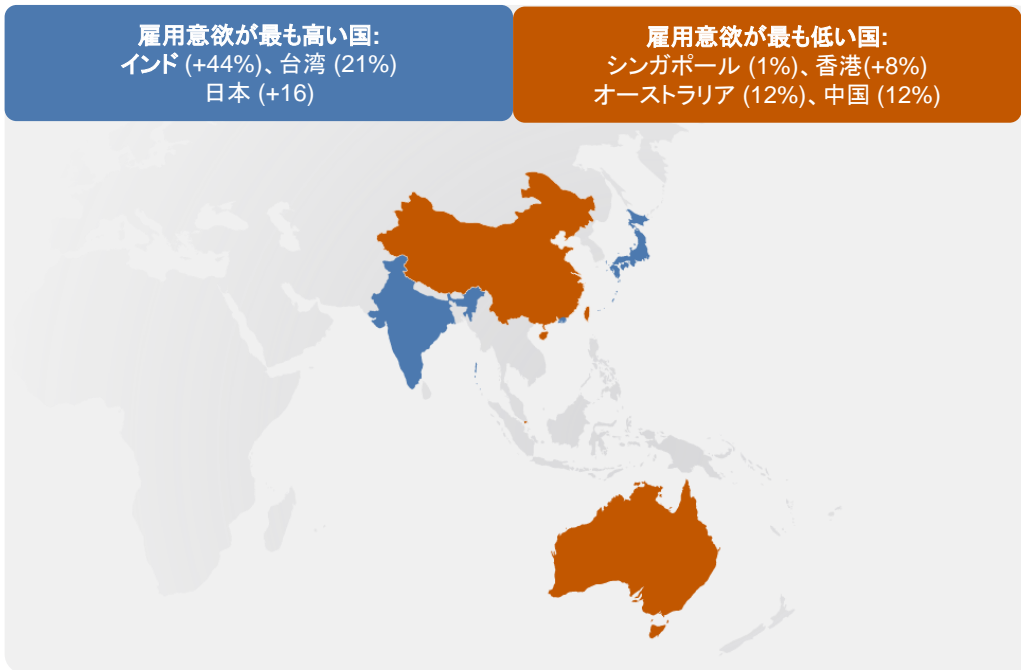 雇用意欲が最も高い国:
インド (+44%)、台湾 (21%)
日本 (+16)
雇用意欲が最も低い国:
シンガポール (1%)、香港(+8%)
オーストラリア (12%)、中国 (12%)